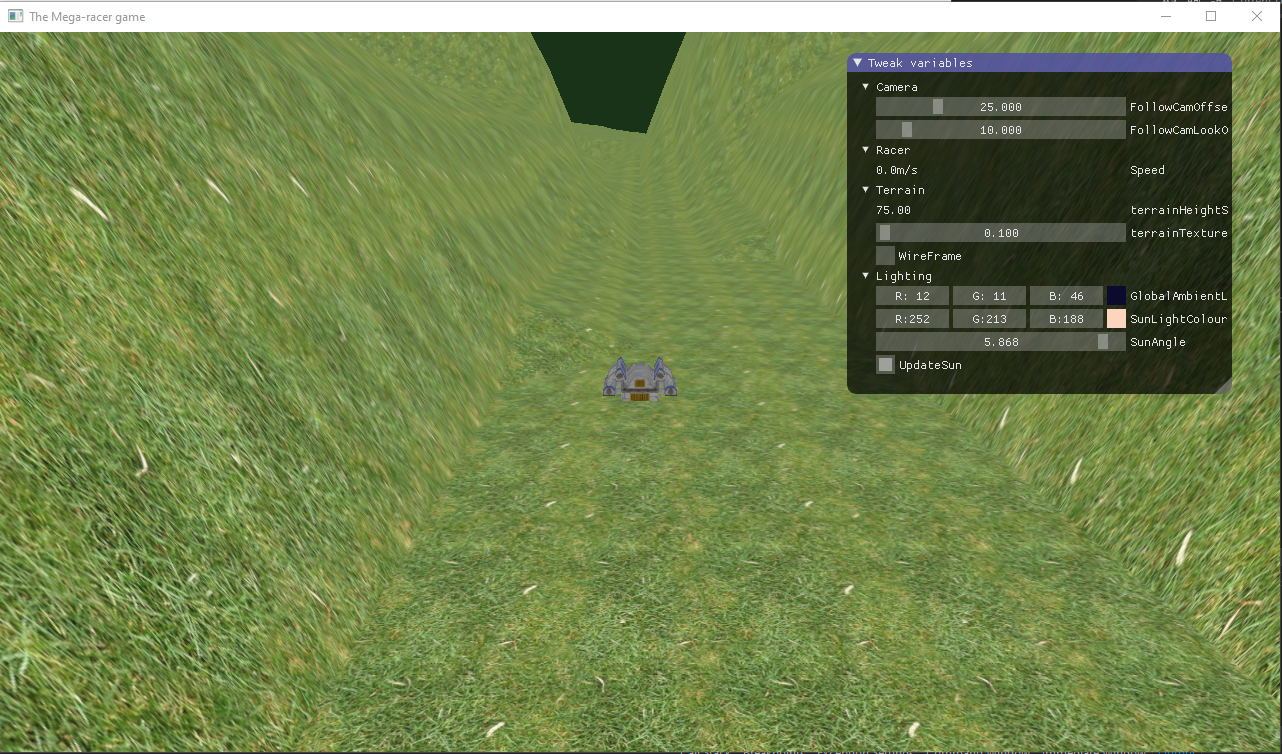 The Mega-racer game
Tweak variables
Camera
25.000 FollowCamOffse
10.000 FollowCamLookO
Racer
0.0m/s Speed
Terrain
75.00 terrainHeightS
0.100 terrainTexture
WireFrame
Lighting
R: 12 G: 11 B: 46 GlobalAmbientL
R:252 G:213 B:188 SunLightColour
5.868 SunAngle
UpdateSun